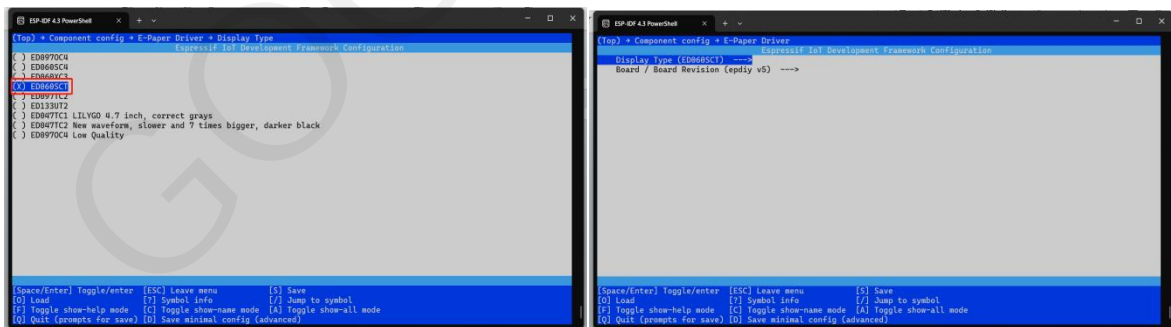 ESP-IDF 4.3 PowerShell
(Top) → Component config → E-Paper Driver → Display Type
Espressif IoT Development Framework Configuration
( ) ED097OC4
( ) ED060SC4
( ) ED060XC3
(X) ED060SCT
( ) ED097TC2
( ) ED133UT2
( ) ED047TC1 LILYGO 4.7 inch, correct grays
( ) ED047TC2 New waveform, slower and 7 times bigger, darker black
( ) ED097OC4 Low Quality
[Space/Enter] Toggle/enter [ESC] Leave menu [S] Save
[O] Load [?] Symbol info [/] Jump to symbol
[F] Toggle show-help mode [C] Toggle show-name mode [A] Toggle show-all mode
[Q] Quit (prompts for save) [D] Save minimal config (advanced)
ESP-IDF 4.3 PowerShell
(Top) → Component config → E-Paper Driver
Espressif IoT Development Framework Configuration
Display Type (ED060SCT) --->
Board / Board Revision (epdiy v5) --->
[Space/Enter] Toggle/enter [ESC] Leave menu [S] Save
[O] Load [?] Symbol info [/] Jump to symbol
[F] Toggle show-help mode [C] Toggle show-name mode [A] Toggle show-all mode
[Q] Quit (prompts for save) [D] Save minimal config (advanced)